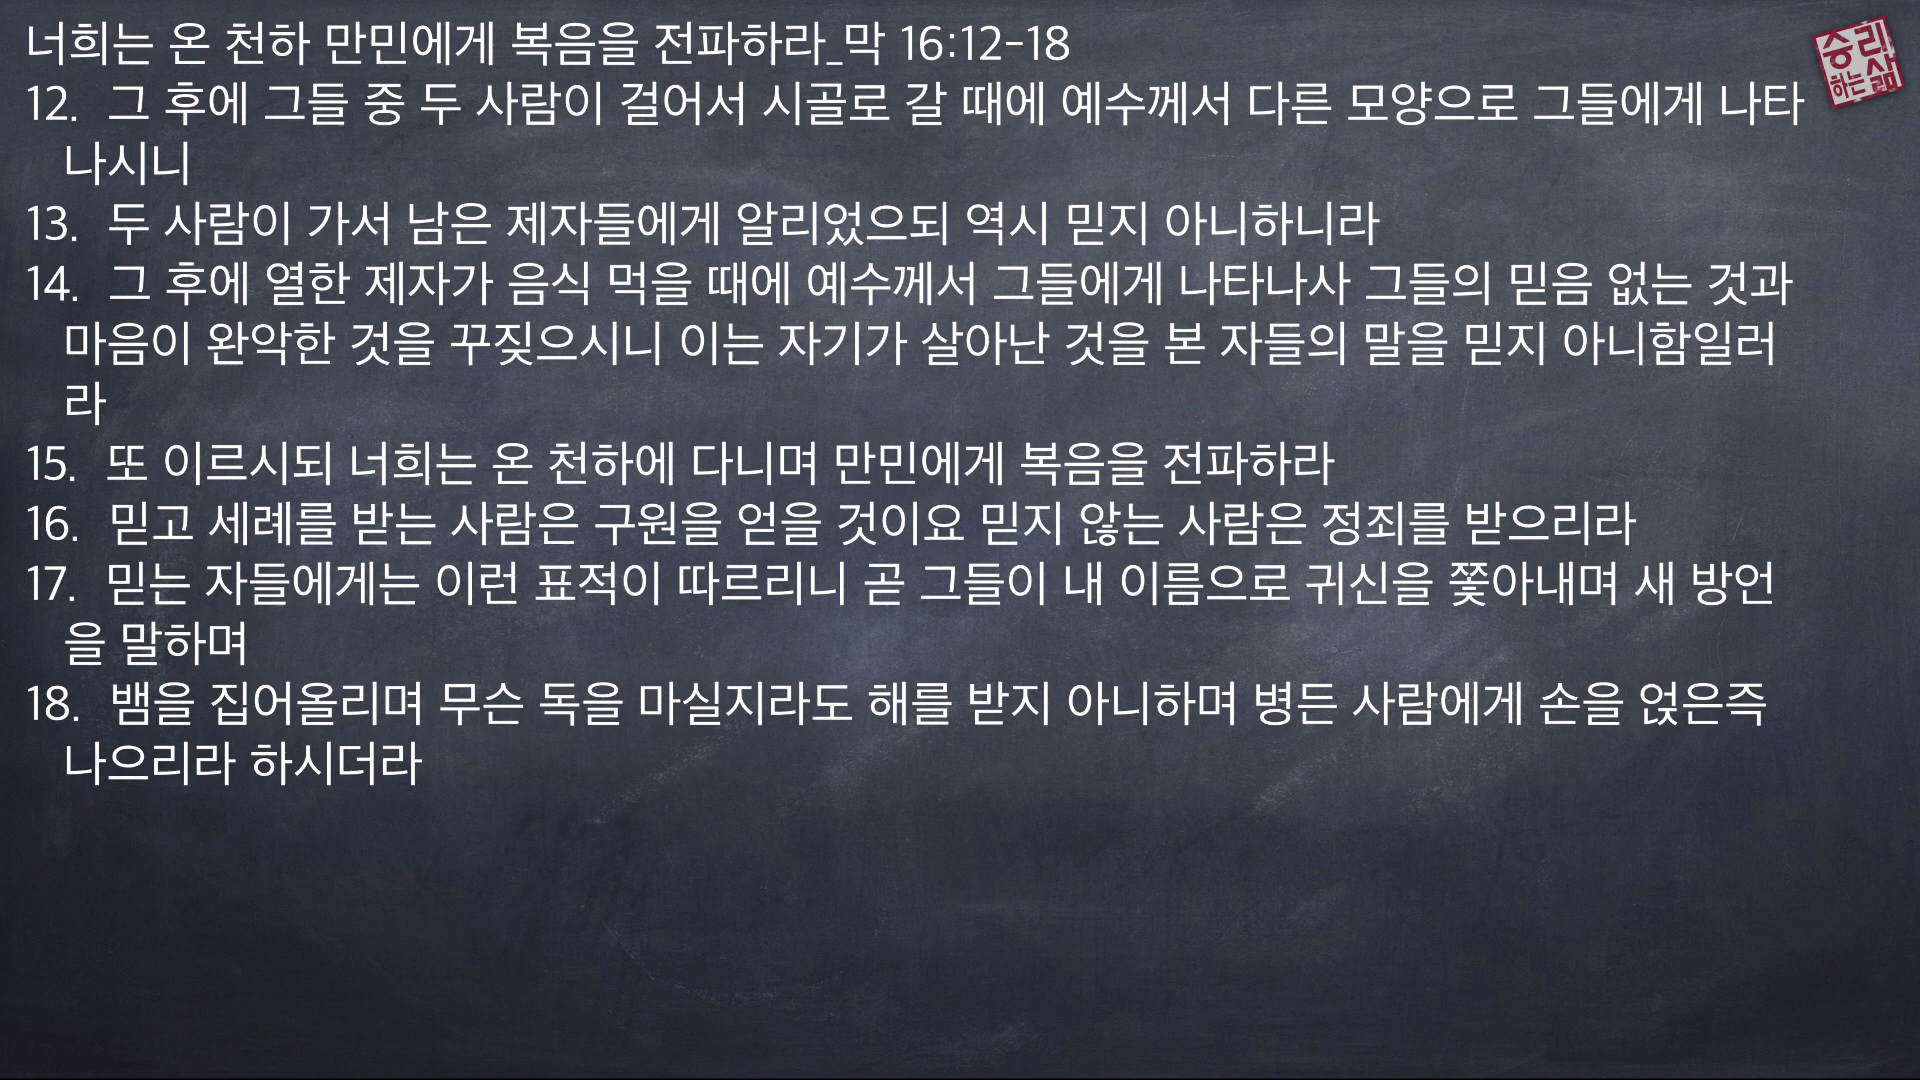 너희는 온 천하 만민에게 복음을 전파하라_막 16:12-18
12. 그 후에 그들 중 두 사람이 걸어서 시골로 갈 때에 예수께서 다른 모양으로 그들에게 나타
나시니
13. 두 사람이 가서 남은 제자들에게 알리었으되 역시 믿지 아니하니라
14. 그 후에 열한 제자가 음식 먹을 때에 예수께서 그들에게 나타나사 그들의 믿음 없는 것과
마음이 완악한 것을 꾸짖으시니 이는 자기가 살아난 것을 본 자들의 말을 믿지 아니함일러
라
15. 또 이르시되 너희는 온 천하에 다니며 만민에게 복음을 전파하라
16. 믿고 세례를 받는 사람은 구원을 얻을 것이요 믿지 않는 사람은 정죄를 받으리라
17. 믿는 자들에게는 이런 표적이 따르리니 곧 그들이 내 이름으로 귀신을 쫓아내며 새 방언
을 말하며
18. 뱀을 집어올리며 무슨 독을 마실지라도 해를 받지 아니하며 병든 사람에게 손을 얹은즉
나으리라 하시더라
승리
하는 삶